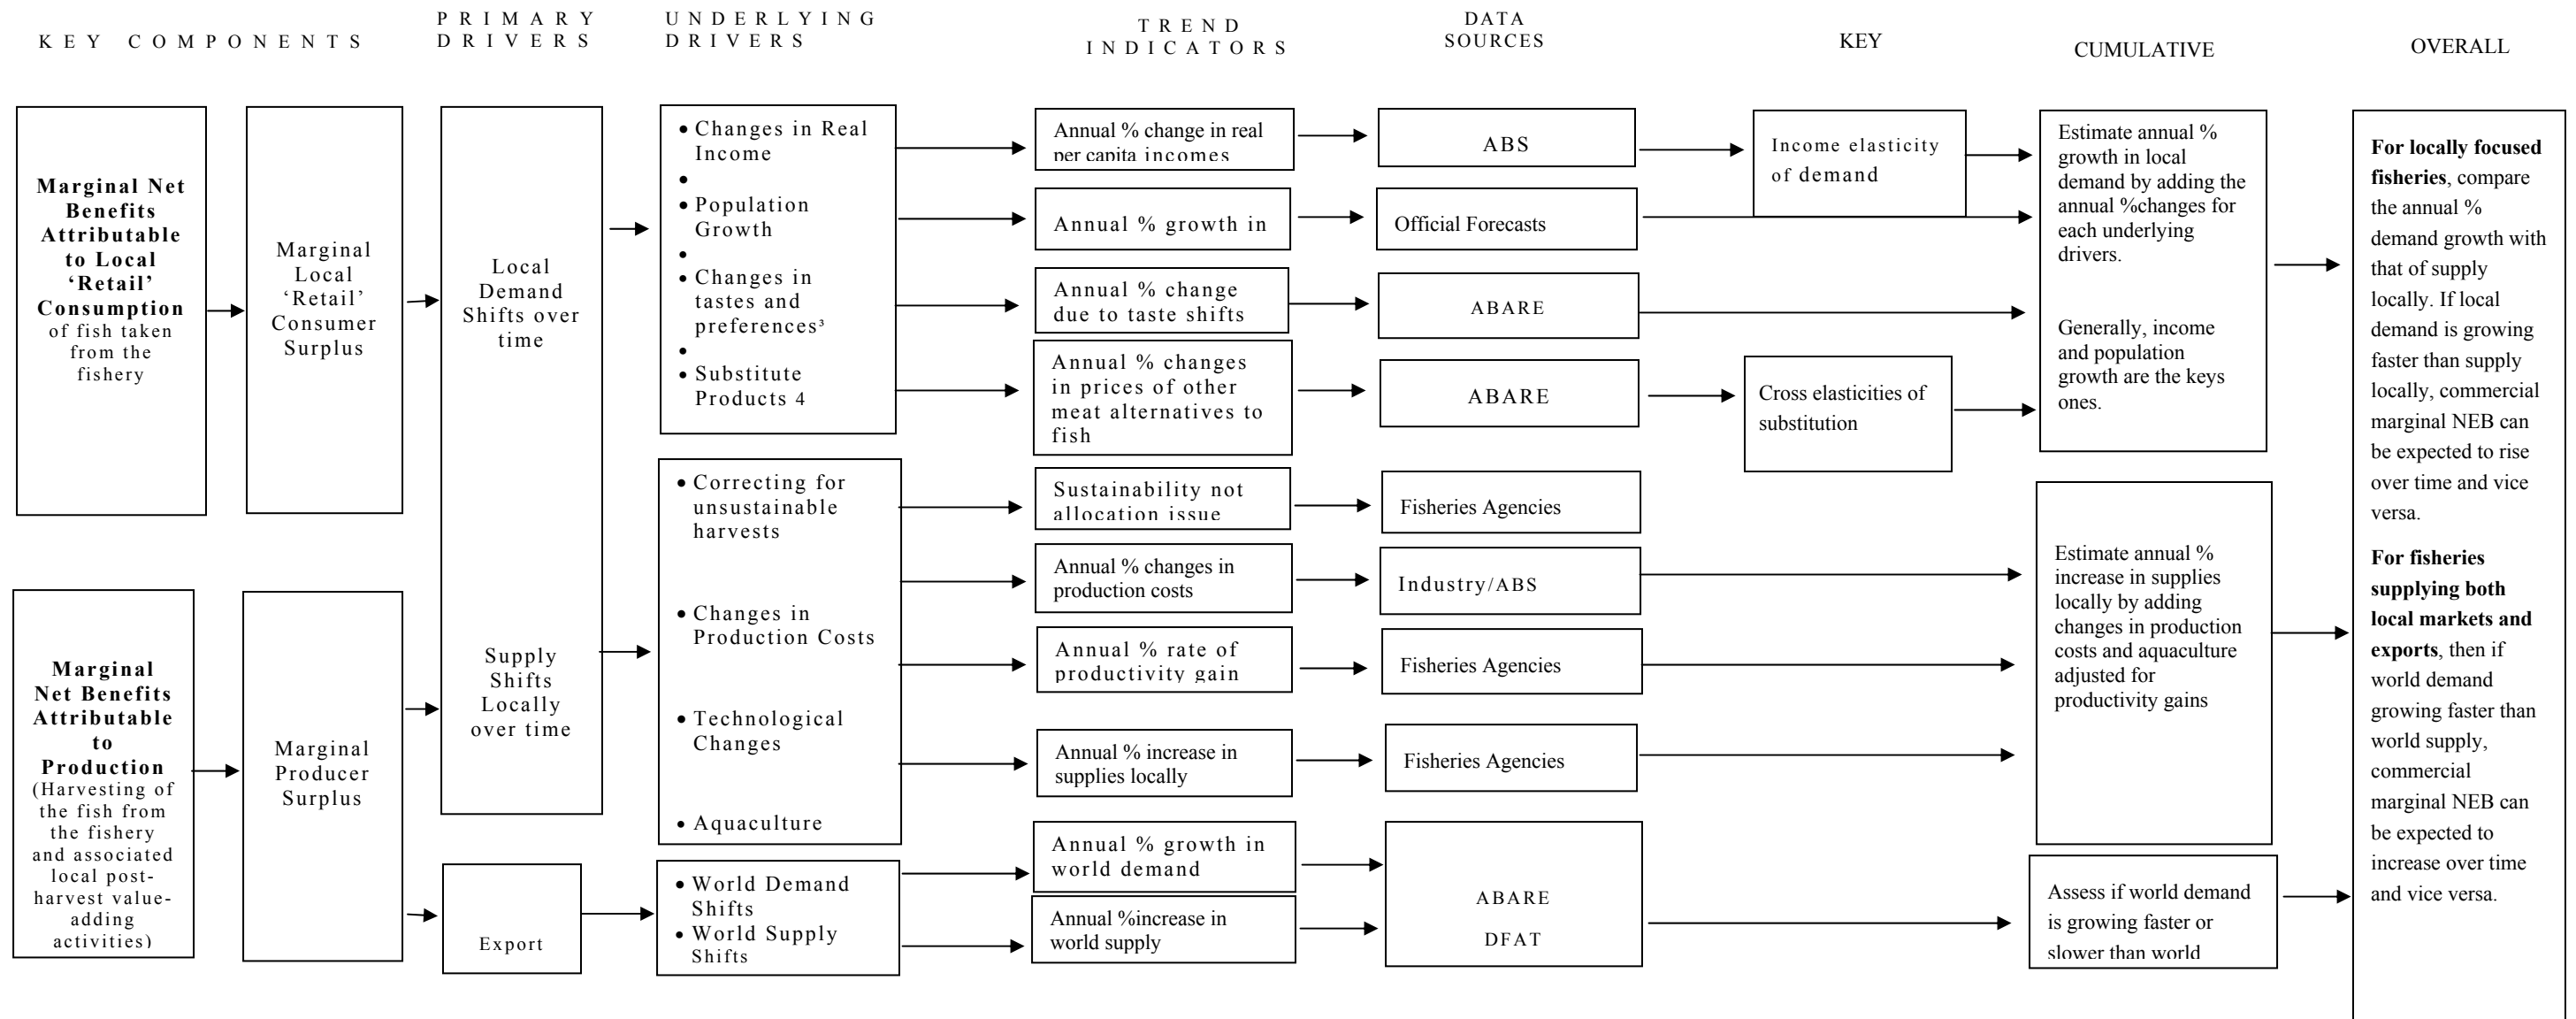 KEY COMPONENTS
PRIMARY
DRIVERS
UNDERLYING
DRIVERS
TREND
INDICATORS
DATA
SOURCES
KEY
CUMULATIVE
OVERALL
Marginal Net
Benefits
Attributable
to Local
‘Retail’
Consumption
of fish taken
from the
fishery
Marginal
Local
‘Retail’
Consumer
Surplus
Local
Demand
Shifts over
time
Supply
Shifts
Locally
over time
• Changes in Real
Income
•
• Population
Growth
•
• Changes in
tastes and
preferences³
•
• Substitute
Products 4
Annual % change in real
per capita incomes
ABS
Income elasticity
of demand
Annual % growth in
Official Forecasts
Annual % change
due to taste shifts
ABARE
Annual % changes
in prices of other
meat alternatives to
fish
ABARE
Cross elasticities of
substitution
Estimate annual %
growth in local
demand by adding the
annual %changes for
each underlying
drivers.
Generally, income
and population
growth are the keys
ones.
Marginal
Net Benefits
Attributable
to
Production
(Harvesting of
the fish from
the fishery
and associated
local post-
harvest value-
adding
activities)
Marginal
Producer
Surplus
• Correcting for
unsustainable
harvests
• Changes in
Production Costs
• Technological
Changes
• Aquaculture
Sustainability not
allocation issue
Fisheries Agencies
Annual % changes in
production costs
Industry/ABS
Annual % rate of
productivity gain
Fisheries Agencies
Annual % increase in
supplies locally
Fisheries Agencies
Estimate annual %
increase in supplies
locally by adding
changes in production
costs and aquaculture
adjusted for
productivity gains
Export
• World Demand
Shifts
• World Supply
Shifts
Annual % growth in
world demand
Annual %increase in
world supply
ABARE
DFAT
Assess if world demand
is growing faster or
slower than world
For locally focused
fisheries, compare
the annual %
demand growth with
that of supply
locally. If local
demand is growing
faster than supply
locally, commercial
marginal NEB can
be expected to rise
over time and vice
versa.
For fisheries
supplying both
local markets and
exports, then if
world demand
growing faster than
world supply,
commercial
marginal NEB can
be expected to
increase over time
and vice versa.